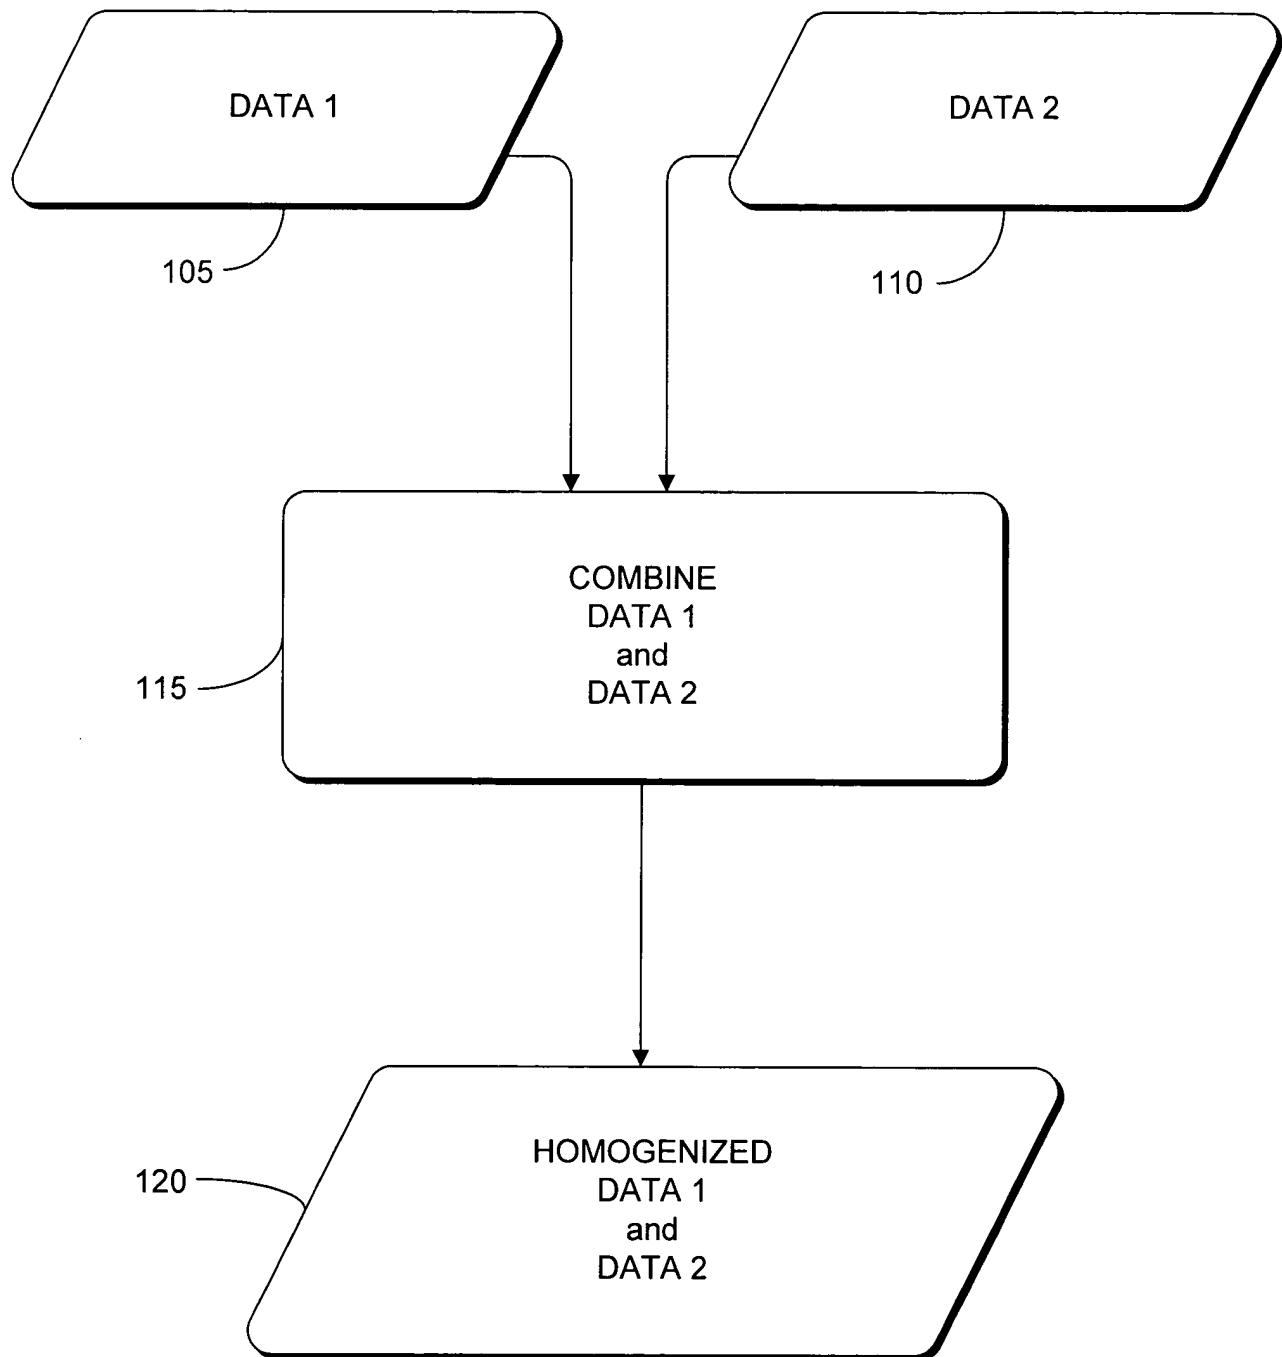 DATA 1
DATA 2
105
110
COMBINE
DATA 1
and
DATA 2
115
HOMOGENIZED
DATA 1
and
DATA 2
120